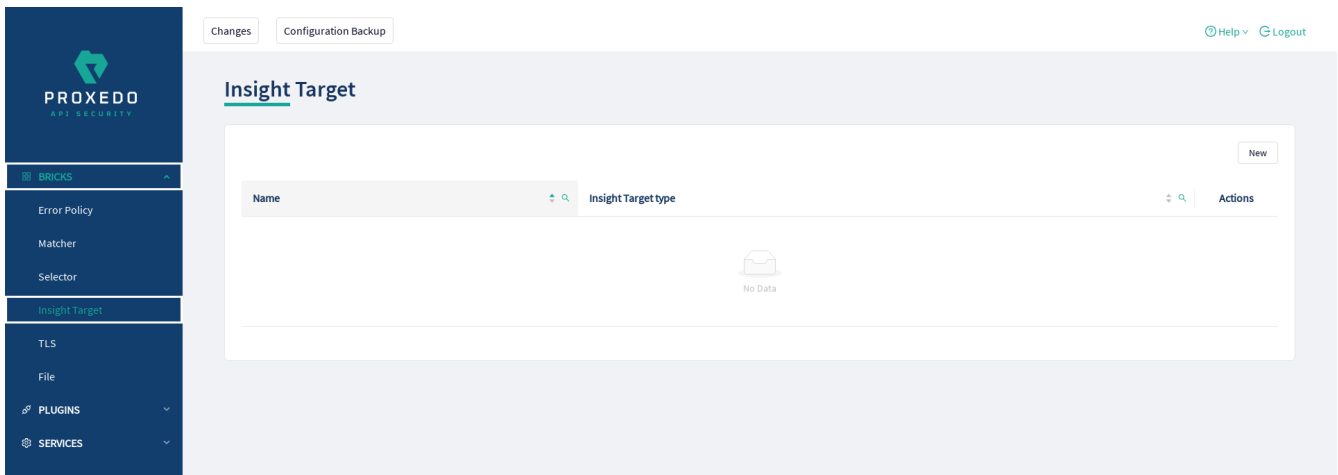 Changes
Configuration Backup
Help
Logout
PROXEDO
API SECURITY
Insight Target
New
BRICKS
Error Policy
Matcher
Selector
Insight Target
TLS
File
PLUGINS
SERVICES
Name
Insight Target type
Actions
No Data